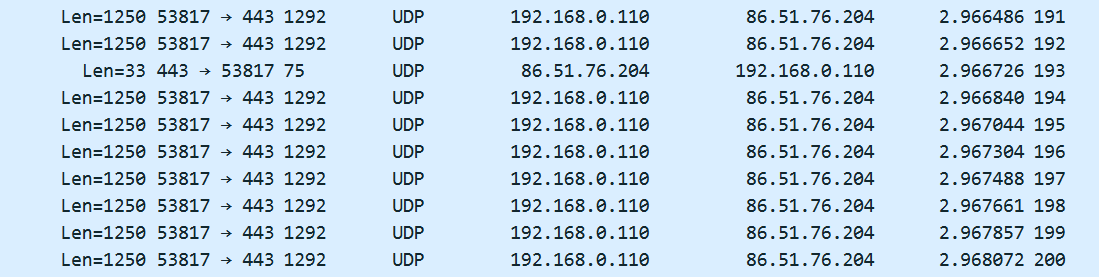 Len=1250 53817 → 443 1292 UDP 192.168.0.110 86.51.76.204 2.966486 191
Len=1250 53817 → 443 1292 UDP 192.168.0.110 86.51.76.204 2.966652 192
Len=33 443 → 53817 75 UDP 86.51.76.204 192.168.0.110 2.966726 193
Len=1250 53817 → 443 1292 UDP 192.168.0.110 86.51.76.204 2.966840 194
Len=1250 53817 → 443 1292 UDP 192.168.0.110 86.51.76.204 2.967044 195
Len=1250 53817 → 443 1292 UDP 192.168.0.110 86.51.76.204 2.967304 196
Len=1250 53817 → 443 1292 UDP 192.168.0.110 86.51.76.204 2.967488 197
Len=1250 53817 → 443 1292 UDP 192.168.0.110 86.51.76.204 2.967661 198
Len=1250 53817 → 443 1292 UDP 192.168.0.110 86.51.76.204 2.967857 199
Len=1250 53817 → 443 1292 UDP 192.168.0.110 86.51.76.204 2.968072 200